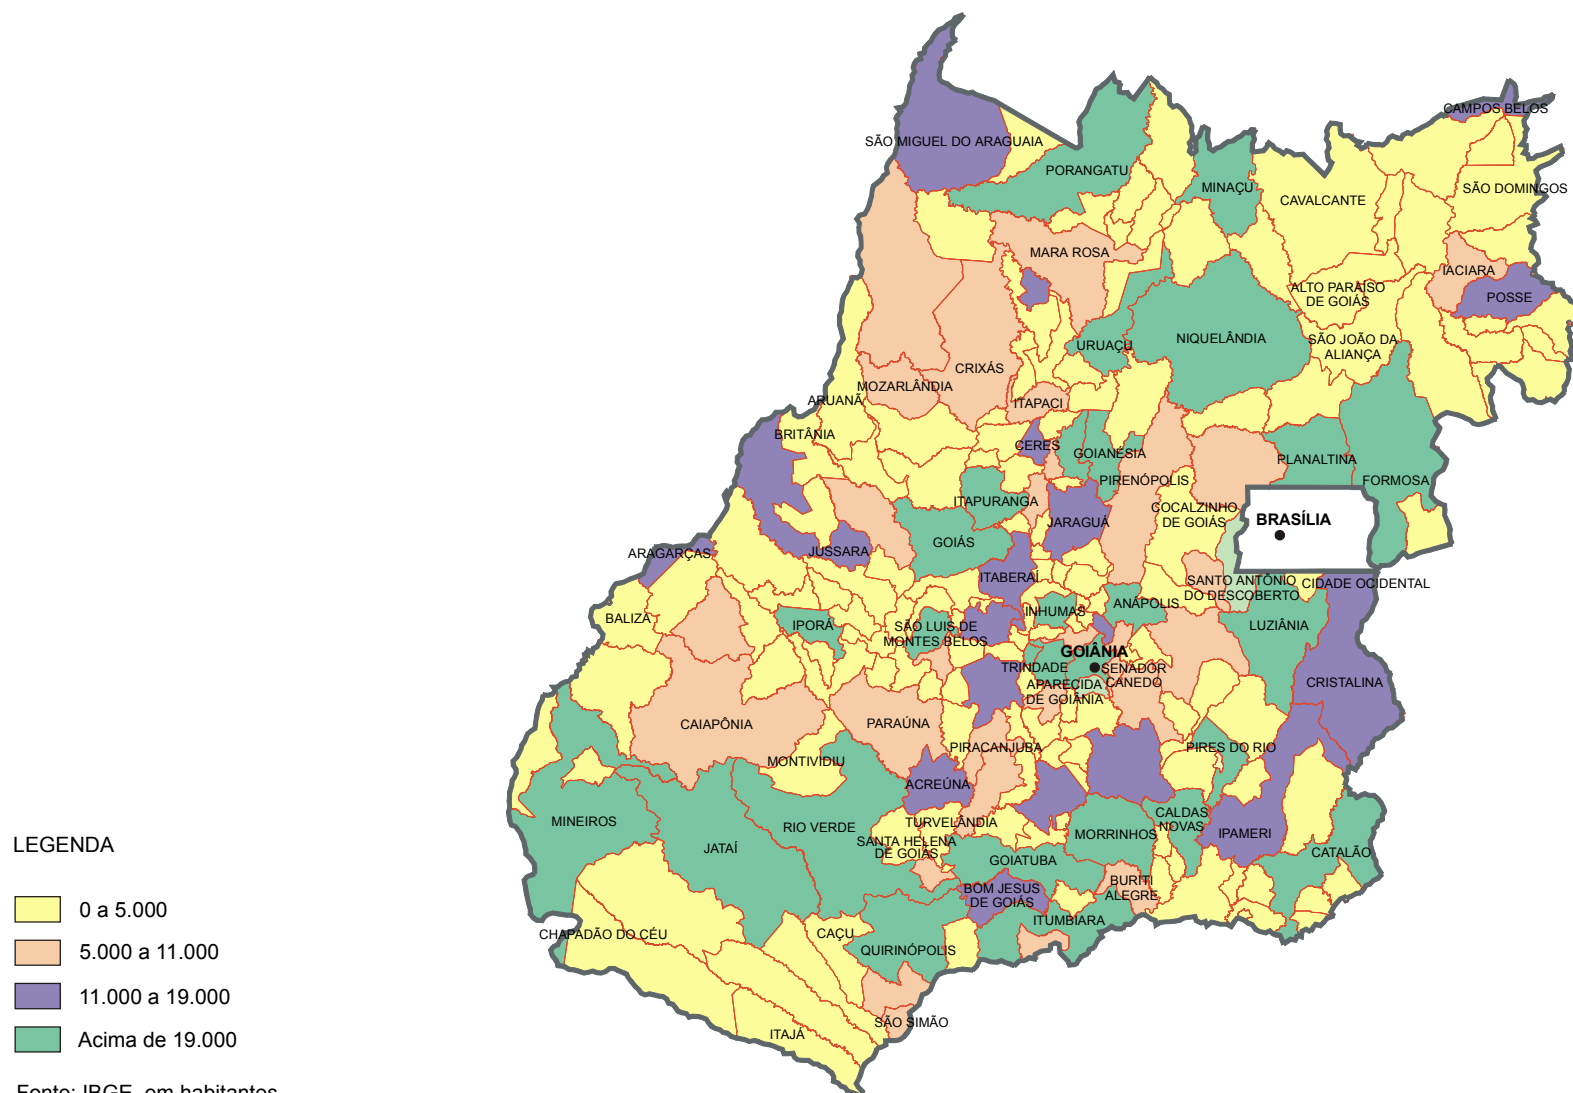 CAMPOS BELOS
SÃO MIGUEL DO ARAGUAIA
PORANGATU
MINAÇU
CAVALCANTE
SÃO DOMINGOS
MARA ROSA
IACIARA
ALTO PARAÍSO
DE GOIÁS
POSSE
URUAÇU
NIQUELÂNDIA
SÃO JOÃO DA
ALIANÇA
CRIXÁS
MOZARLÂNDIA
ARUANÃ
ITAPACI
BRITÂNIA
CERES
GOIANÉSIA
PLANALTINA
PIRENÓPOLIS
FORMOSA
ITAPURANGA
COCALZINHO
DE GOIÁS
JARAGUÁ
BRASÍLIA
GOIÁS
ARAGARÇAS
JUSSARA
ITABERAÍ
SANTO ANTÔNIO
DO DESCOBERTO
CIDADE OCIDENTAL
ANÁPOLIS
INHUMAS
BALIZA
IPORÁ
SÃO LUIS DE
MONTES BELOS
LUZIÂNIA
GOIÂNIA
TRINDADE
SENADOR
CANEDO
APARECIDA
DE GOIÂNIA
CRISTALINA
CAIAPÔNIA
PARAÚNA
PIRACANJUBA
PIRES DO RIO
MONTIVÍDIU
ACREÚNA
MINEIROS
RIO VERDE
TURVELÂNDIA
CALDAS
NOVAS
MORRINHOS
IPAMERI
SANTA HELENA
DE GOIÁS
JATAÍ
GOIATUBA
CATALÃO
BOM JESUS
DE GOIÁS
BURITI
ALEGRE
ITUMBIARA
CHAPADÃO DO CÉU
CAÇU
QUIRINÓPOLIS
SÃO SIMÃO
ITAJÁ
LEGENDA
0 a 5.000
5.000 a 11.000
11.000 a 19.000
Acima de 19.000
Fonte: IBGE, em habitantes